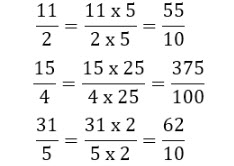 11/2 = 11 x 5/2 x 5 = 55/10
15/4 = 15 x 25/4 x 25 = 375/100
31/5 = 31 x 2/5 x 2 = 62/10